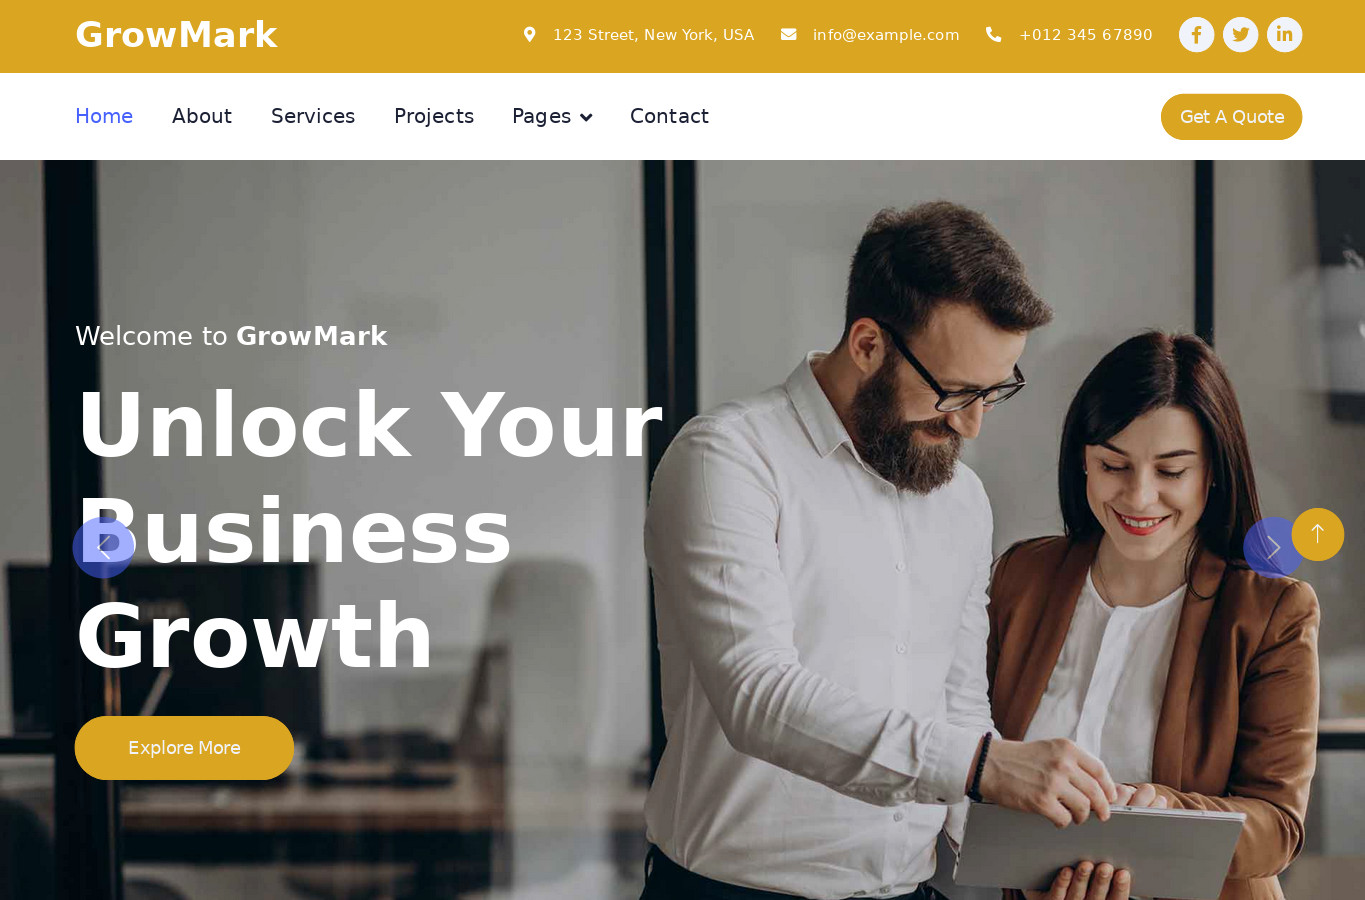 GrowMark
123 Street, New York, USA
info@example.com
+012 345 67890
Home
About
Services
Projects
Pages
Contact
Get A Quote
Welcome to GrowMark
Unlock Your
Business
Growth
Explore More